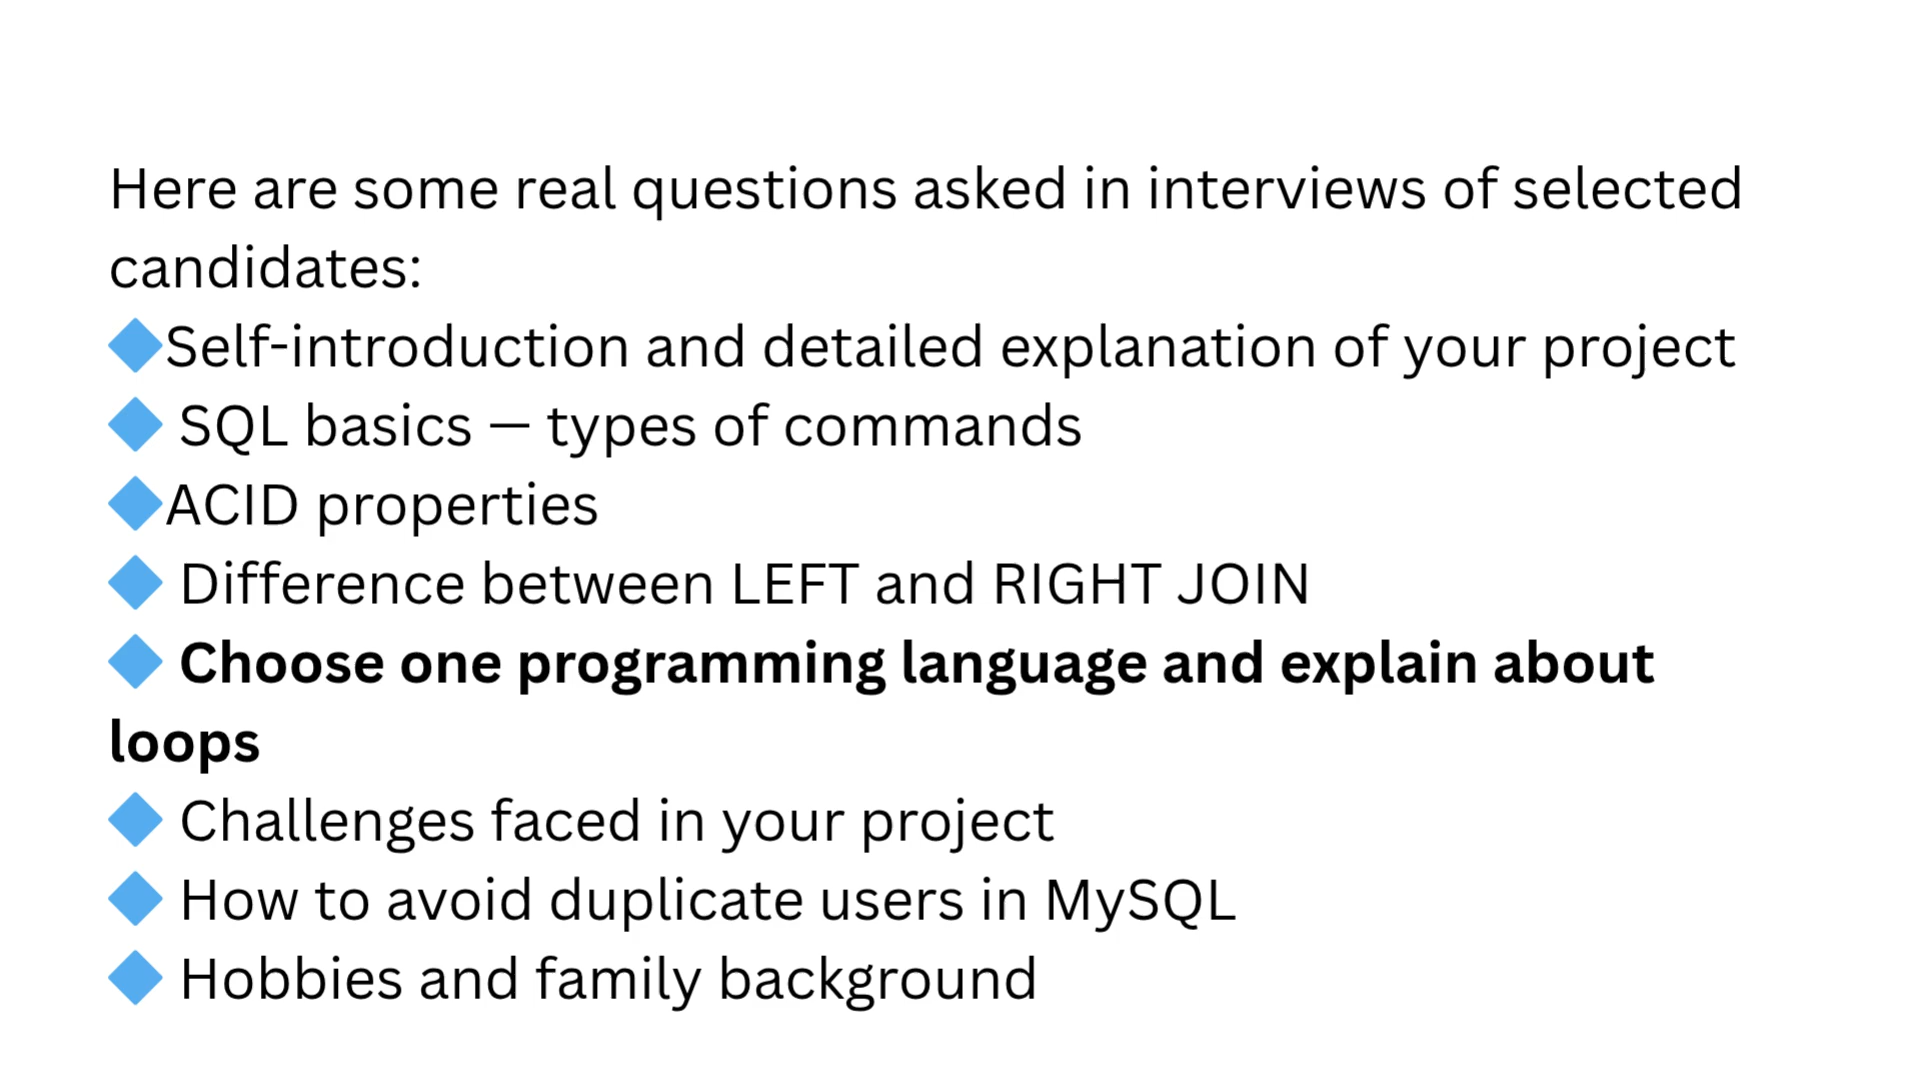 Here are some real questions asked in interviews of selected
candidates:
🔷Self-introduction and detailed explanation of your project
🔷 SQL basics — types of commands
🔷ACID properties
🔷 Difference between LEFT and RIGHT JOIN
🔷 Choose one programming language and explain about
loops
🔷 Challenges faced in your project
🔷 How to avoid duplicate users in MySQL
🔷 Hobbies and family background